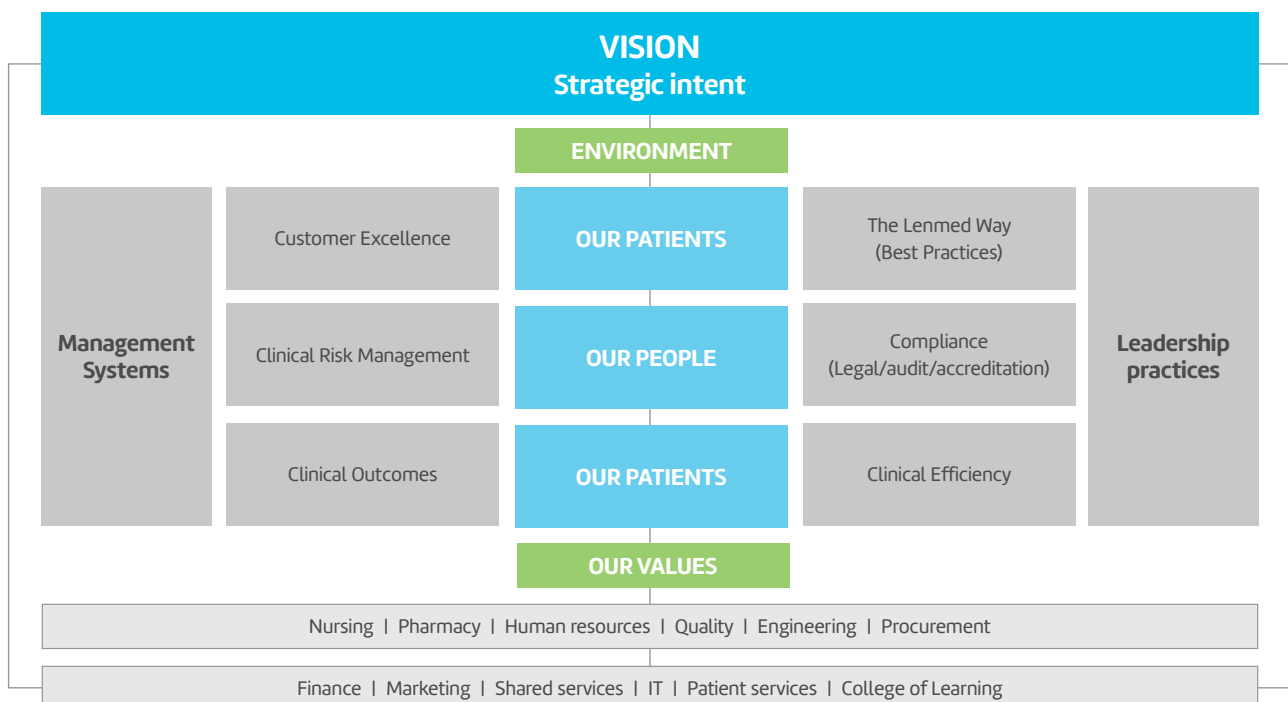 VISION
Strategic intent
ENVIRONMENT
Management
Systems
Customer Excellence
OUR PATIENTS
The Lenmed Way
(Best Practices)
Clinical Risk Management
OUR PEOPLE
Compliance
(Legal/audit/accreditation)
Leadership
practices
Clinical Outcomes
OUR PATIENTS
Clinical Efficiency
OUR VALUES
Nursing | Pharmacy | Human resources | Quality | Engineering | Procurement
Finance | Marketing | Shared services | IT | Patient services | College of Learning